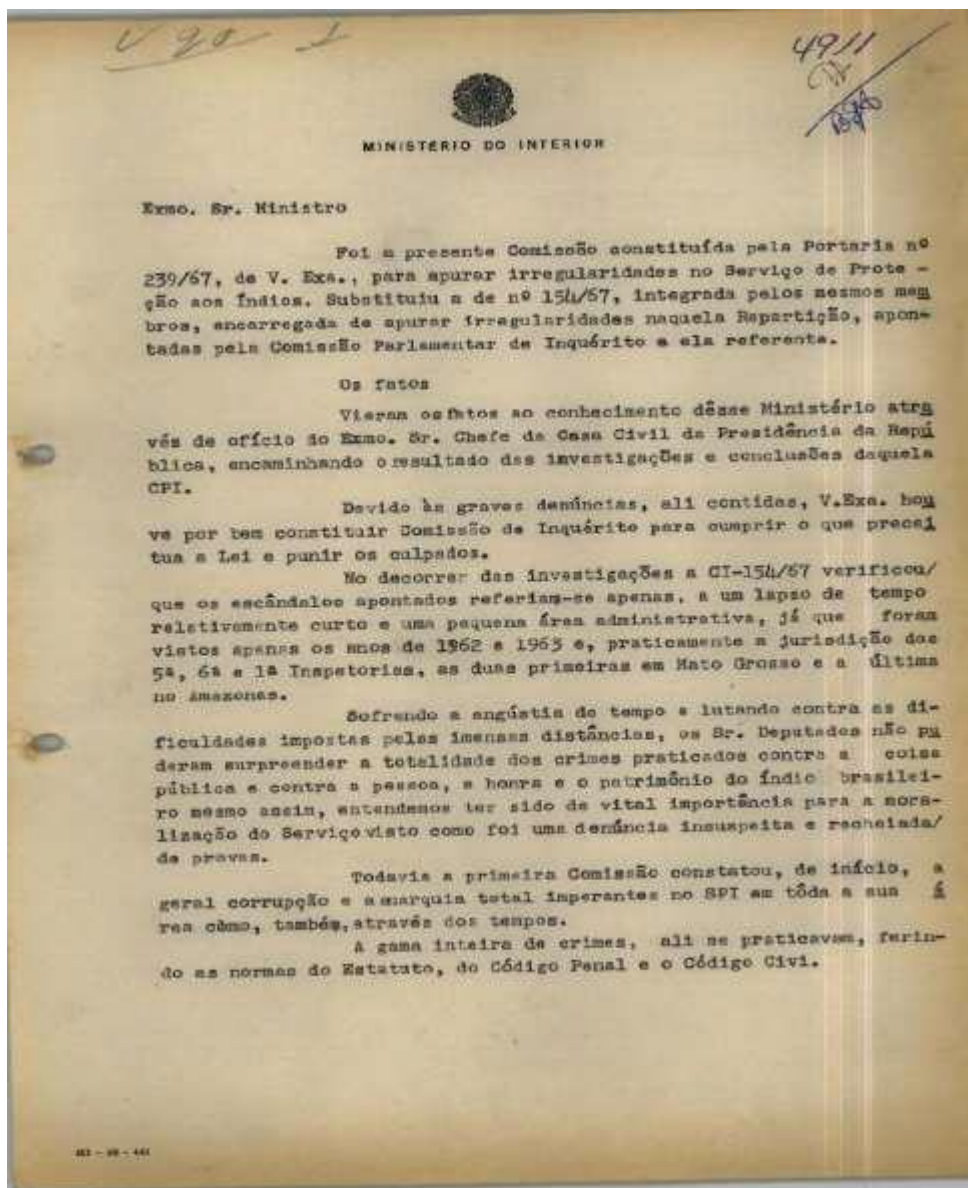 4911
MINISTÉRIO DO INTERIOR
Exmo. Sr. Ministro
Foi a presente Comissão constituída pela Portaria nº
239/67, de V. Exa., para apurar irregularidades no Serviço de Prote -
ção aos Índios. Substituiu a de nº 154/67, integrada pelos mesmos mem
bros, encarregada de apurar irregularidades naquela Repartição, apon-
tadas pela Comissão Parlamentar de Inquérito a ela referente.
Os fatos
Vieram os fatos ao conhecimento dêsse Ministério atra
vés de ofício do Exmo. Sr. Chefe da Casa Civil da Presidência da Repú
blica, encaminhando o resultado das investigações e conclusões daquela
CPI.
Devido às graves denúncias, ali contidas, V.Exa. hou
ve por bem constituir Comissão de Inquérito para cumprir o que precei
tua a Lei e punir os culpados.
No decorrer das investigações a CI-154/67 verificou/
que os escândalos apontados referiam-se apenas, a um lapso de tempo
relativamente curto e uma pequena área administrativa, já que foram
vistos apenas os anos de 1962 e 1963 e, praticamente a jurisdição das
5ª, 6ª e 1ª Inspetorias, as duas primeiras em Mato Grosso e a última
no Amazonas.
Sofrendo a angústia do tempo e lutando contra as di-
ficuldades impostas pelas imensas distâncias, os Sr. Deputados não pu
deram surpreender a totalidade dos crimes praticados contra a coisa
pública e contra a pessoa, a honra e o patrimônio do índio brasilei-
ro mesmo assim, entendemos ter sido de vital importância para a mora-
lização do Serviço visto como foi uma denúncia insuspeita e recheiada/
de provas.
Todavia a primeira Comissão constatou, de início, a
geral corrupção e anarquia total imperantes no SPI em tôda a sua á
rea cômo, também, através dos tempos.
A gama inteira de crimes, ali se praticavam, ferin-
do as normas do Estatuto, do Código Penal e o Código Civi.